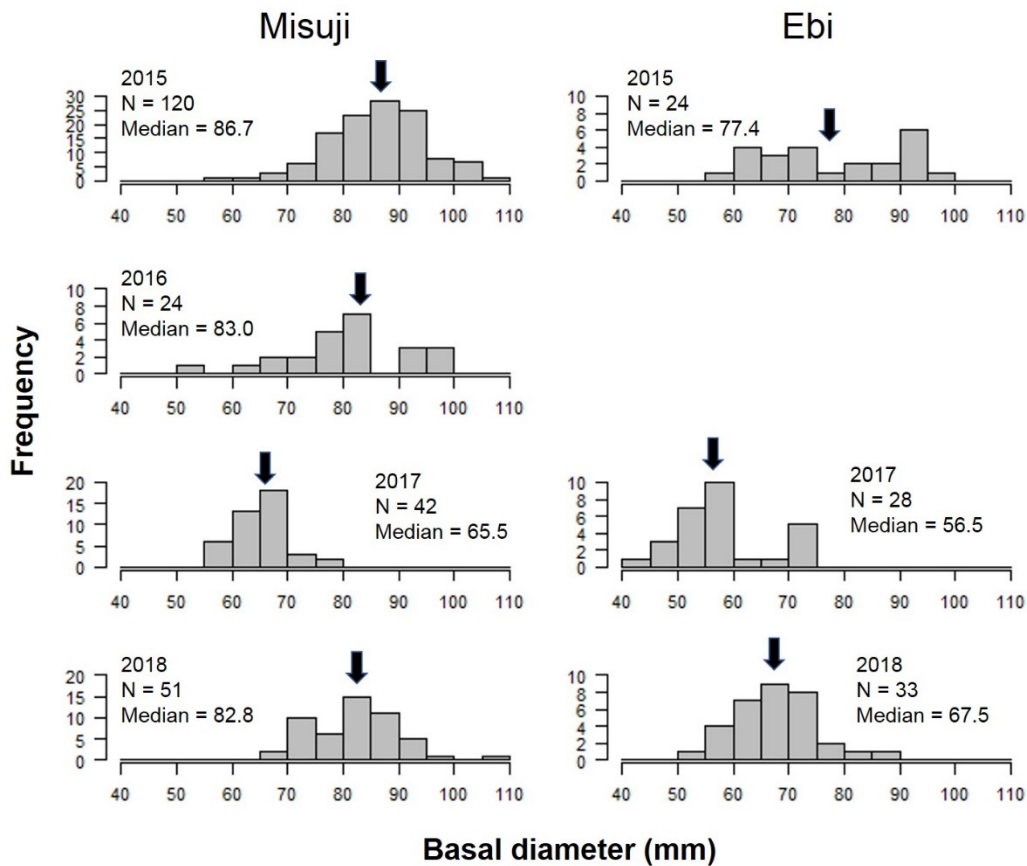 Misuji
Ebi
2015
N = 120
Median = 86.7
30
25
20
15
10
5
0
40 50 60 70 80 90 100 110
2015
N = 24
Median = 77.4
10
8
6
4
2
0
40 50 60 70 80 90 100 110
2016
N = 24
Median = 83.0
10
8
6
4
2
0
40 50 60 70 80 90 100 110
Frequency
2017
N = 42
Median = 65.5
20
15
10
5
0
40 50 60 70 80 90 100 110
2017
N = 28
Median = 56.5
10
8
6
4
2
0
40 50 60 70 80 90 100 110
2018
N = 51
Median = 82.8
20
15
10
5
0
40 50 60 70 80 90 100 110
2018
N = 33
Median = 67.5
10
8
6
4
2
0
40 50 60 70 80 90 100 110
Basal diameter (mm)